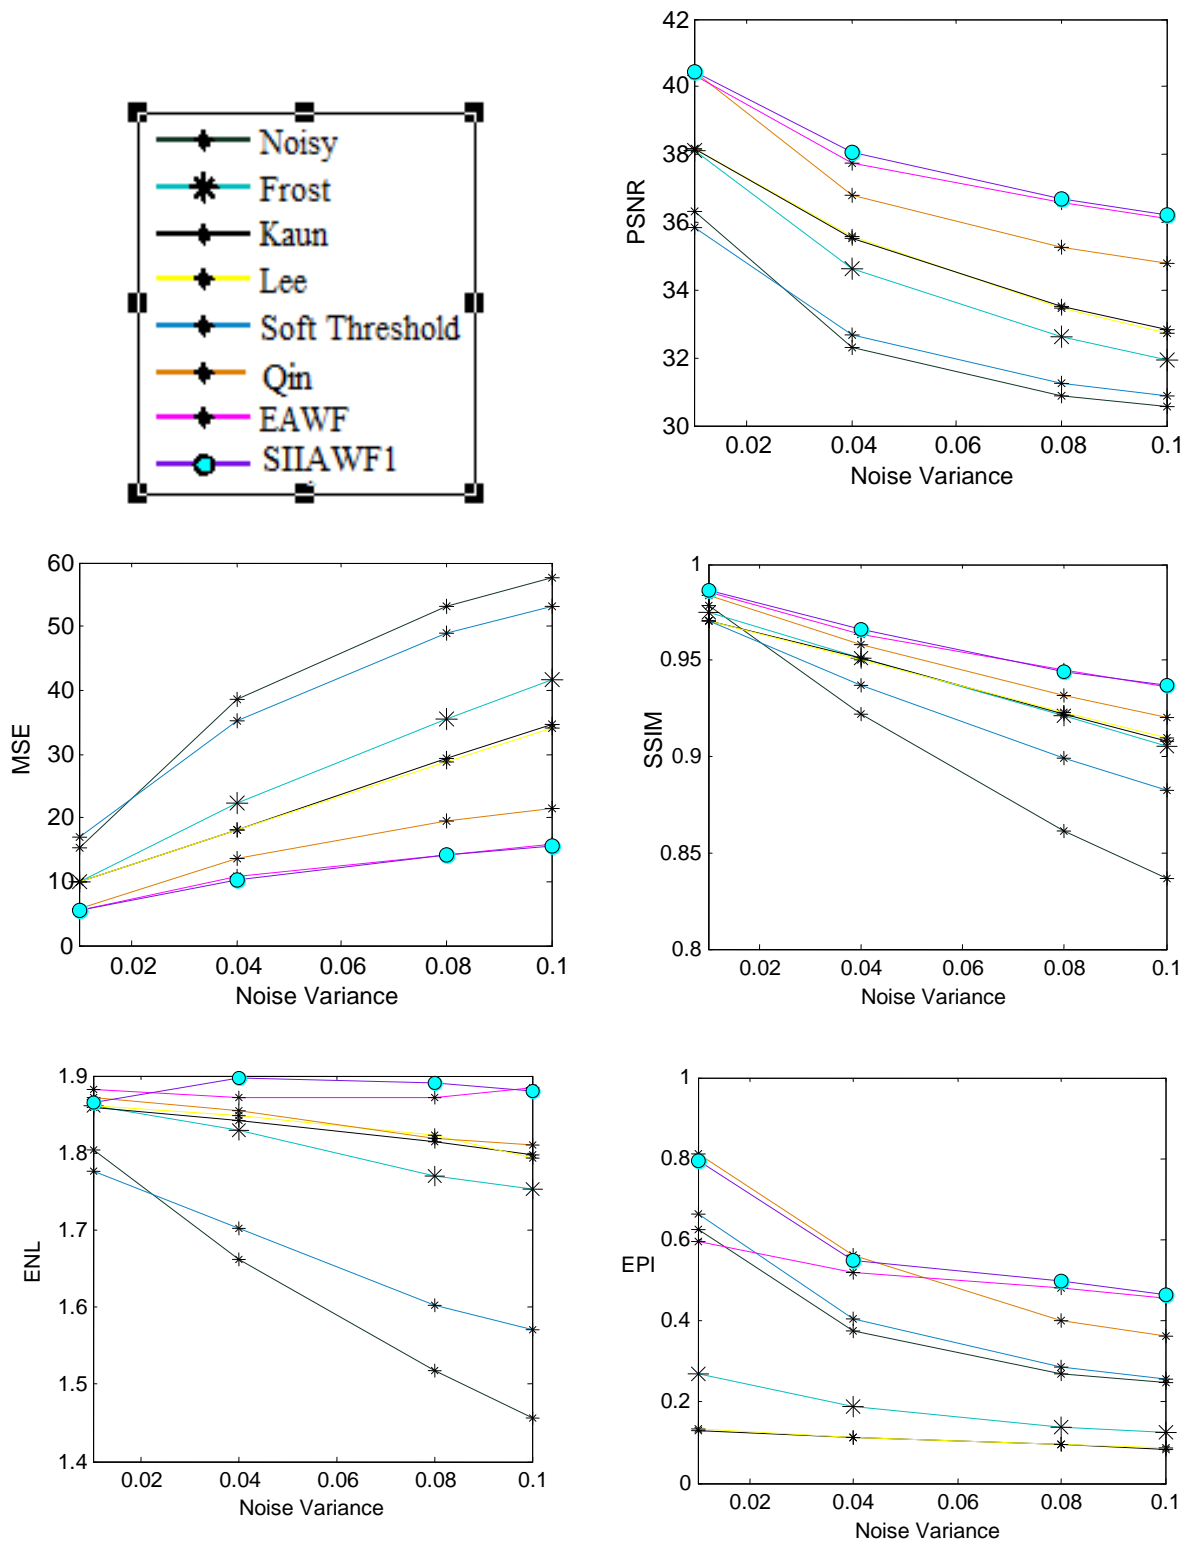 Noisy
Frost
Kaun
Lee
Soft Threshold
Qin
EAWF
SIIAWF1
42
40
38
36
34
32
30
PSNR
0.02 0.04 0.06 0.08 0.1
Noise Variance
60
50
40
30
20
10
0
MSE
0.02 0.04 0.06 0.08 0.1
Noise Variance
1
0.95
0.9
0.85
0.8
SSIM
0.02 0.04 0.06 0.08 0.1
Noise Variance
1.9
1.8
1.7
1.6
1.5
1.4
ENL
0.02 0.04 0.06 0.08 0.1
Noise Variance
1
0.8
0.6
0.4
0.2
0
EPI
0.02 0.04 0.06 0.08 0.1
Noise Variance